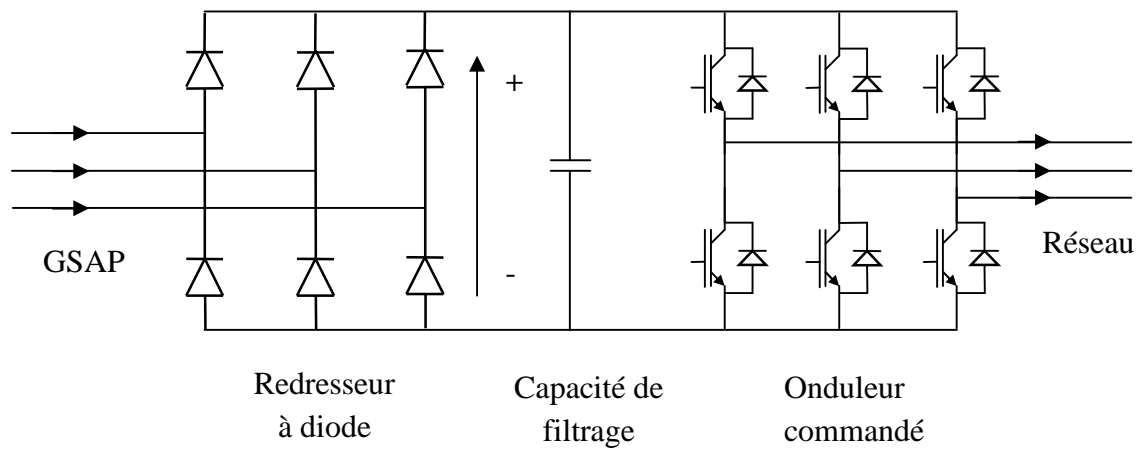 +
-
GSAP
Réseau
Redresseur
à diode
Capacité de
filtrage
Onduleur
commandé